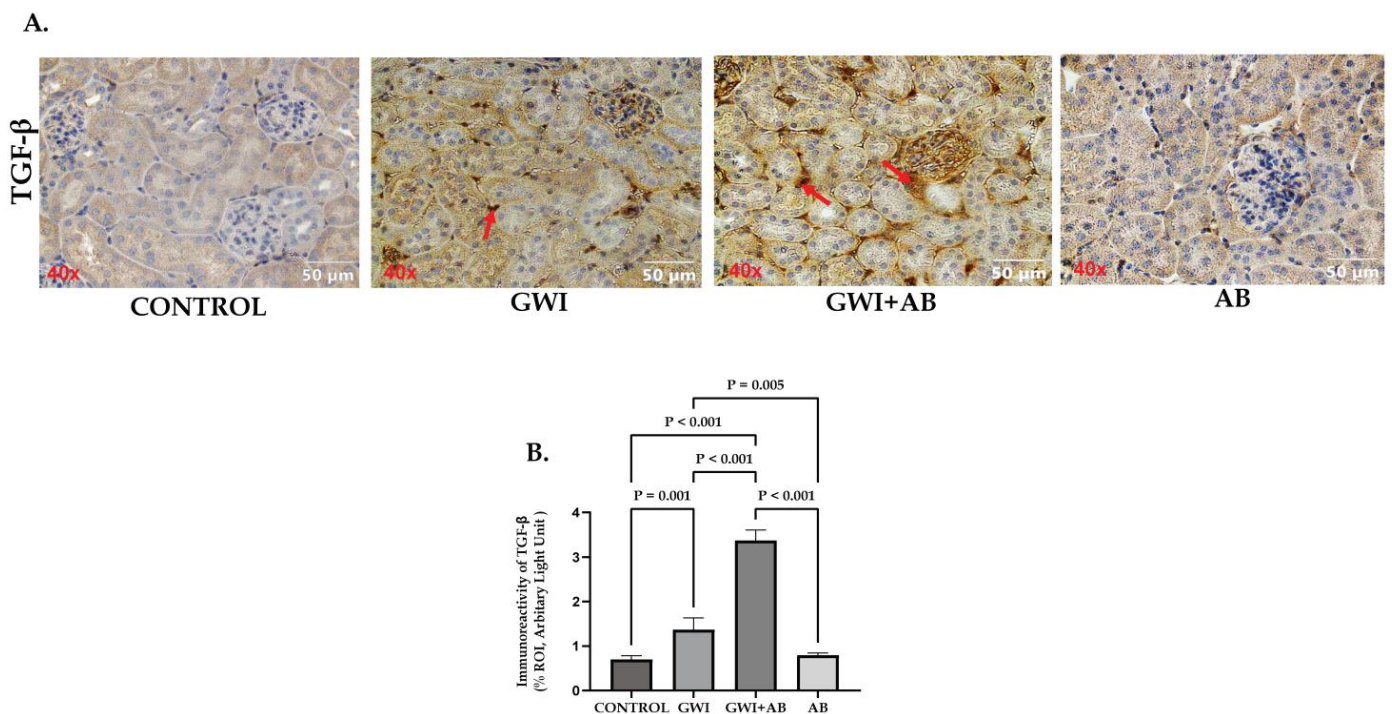 A.
TGF-β
40x
50 μm
40x
50 μm
40x
50 μm
40x
50 μm
CONTROL
GWI
GWI+AB
AB
B.
P = 0.005
P < 0.001
P < 0.001
P = 0.001
P < 0.001
Immunoreactivity of TGF-β
(% ROI, Arbitary Light Unit)
4
3
2
1
0
CONTROL
GWI
GWI+AB
AB